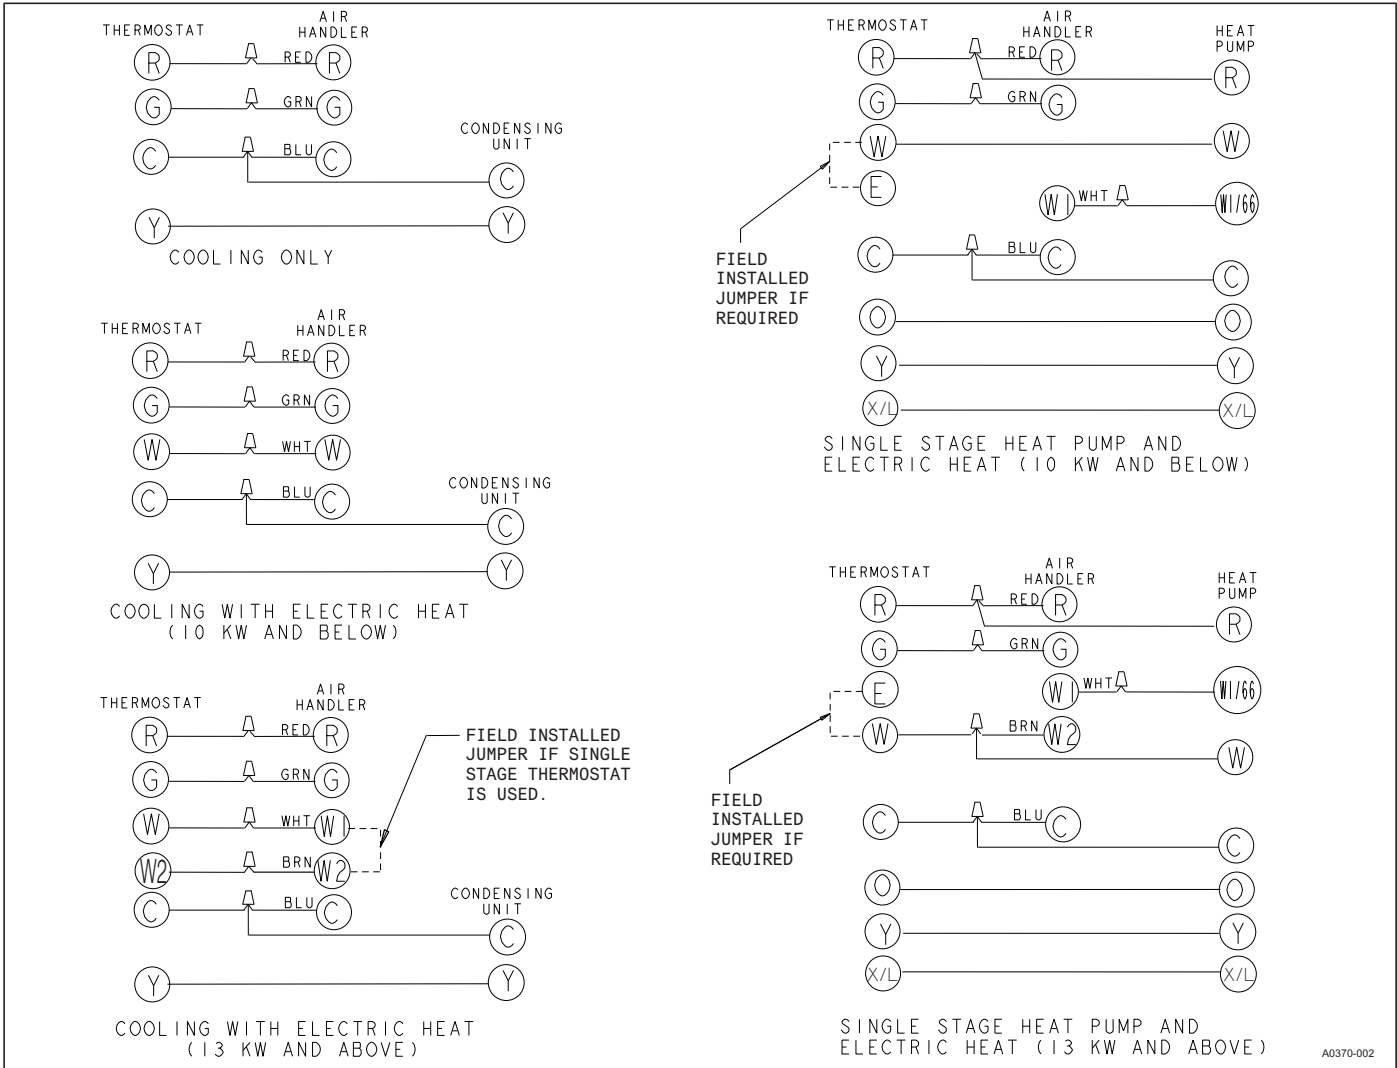 THERMOSTAT
AIR
HANDLER
R
RED
R
G
GRN
G
C
BLU
C
CONDENSING
UNIT
C
Y
Y
COOLING ONLY
THERMOSTAT
AIR
HANDLER
R
RED
R
G
GRN
G
W
WHT
W
C
BLU
C
CONDENSING
UNIT
C
Y
Y
COOLING WITH ELECTRIC HEAT
(10 KW AND BELOW)
THERMOSTAT
AIR
HANDLER
R
RED
R
G
GRN
G
W
WHT
W1
W2
BRN
W2
C
BLU
C
FIELD INSTALLED
JUMPER IF SINGLE
STAGE THERMOSTAT
IS USED.
CONDENSING
UNIT
C
Y
Y
COOLING WITH ELECTRIC HEAT
(13 KW AND ABOVE)
THERMOSTAT
AIR
HANDLER
HEAT
PUMP
R
RED
R
R
G
GRN
G
W
W
E
W1
WHT
W1/66
FIELD
INSTALLED
JUMPER IF
REQUIRED
C
BLU
C
C
O
O
Y
Y
X/L
X/L
SINGLE STAGE HEAT PUMP AND
ELECTRIC HEAT (10 KW AND BELOW)
THERMOSTAT
AIR
HANDLER
HEAT
PUMP
R
RED
R
R
G
GRN
G
E
W1
WHT
W1/66
W
BRN
W2
W
FIELD
INSTALLED
JUMPER IF
REQUIRED
C
BLU
C
C
O
O
Y
Y
X/L
X/L
SINGLE STAGE HEAT PUMP AND
ELECTRIC HEAT (13 KW AND ABOVE)
A0370-002